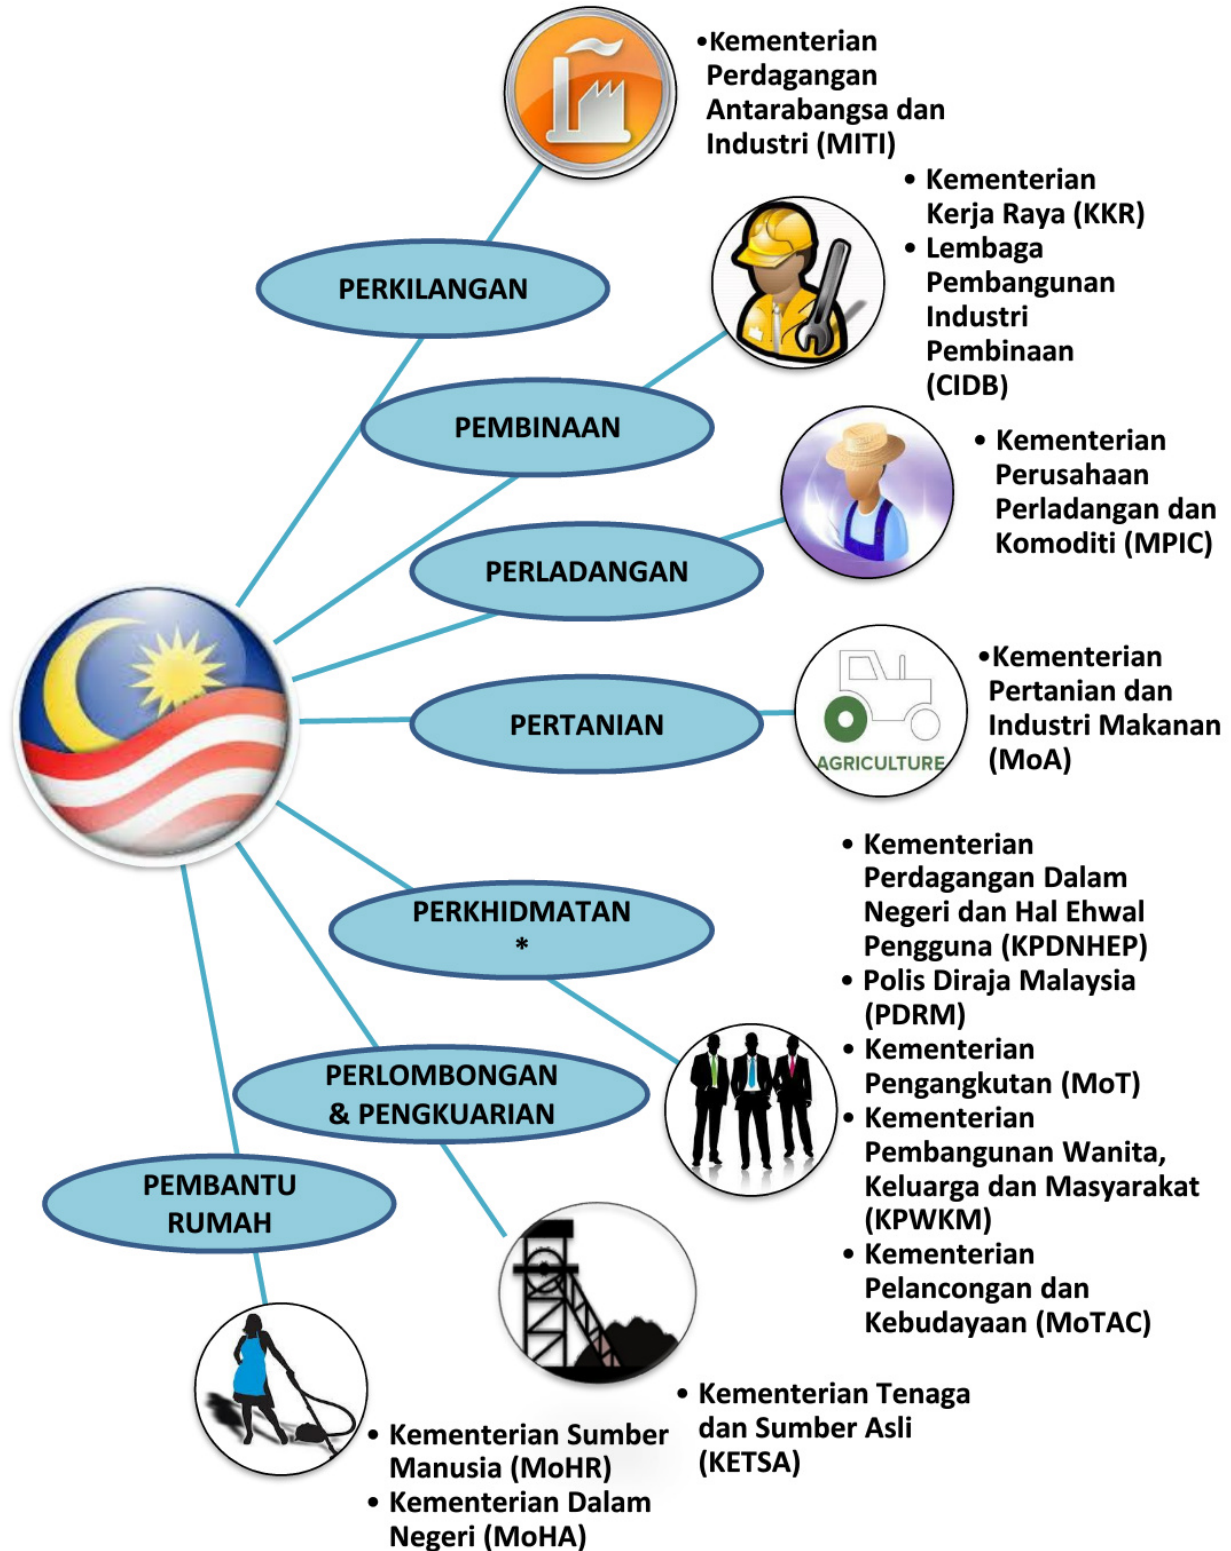 •Kementerian
Perdagangan
Antarabangsa dan
Industri (MITI)
PERKILANGAN
• Kementerian
Kerja Raya (KKR)
• Lembaga
Pembangunan
Industri
Pembinaan
(CIDB)
PEMBINAAN
• Kementerian
Perusahaan
Perladangan dan
Komoditi (MPIC)
PERLADANGAN
•Kementerian
Pertanian dan
Industri Makanan
(MoA)
PERTANIAN
AGRICULTURE
• Kementerian
Perdagangan Dalam
Negeri dan Hal Ehwal
Pengguna (KPDNHEP)
• Polis Diraja Malaysia
(PDRM)
• Kementerian
Pengangkutan (MoT)
• Kementerian
Pembangunan Wanita,
Keluarga dan Masyarakat
(KPWKM)
• Kementerian
Pelancongan dan
Kebudayaan (MoTAC)
PERKHIDMATAN
*
PERLOMBONGAN
& PENGKUARIAN
• Kementerian Tenaga
dan Sumber Asli
(KETSA)
PEMBANTU
RUMAH
• Kementerian Sumber
Manusia (MoHR)
• Kementerian Dalam
Negeri (MoHA)